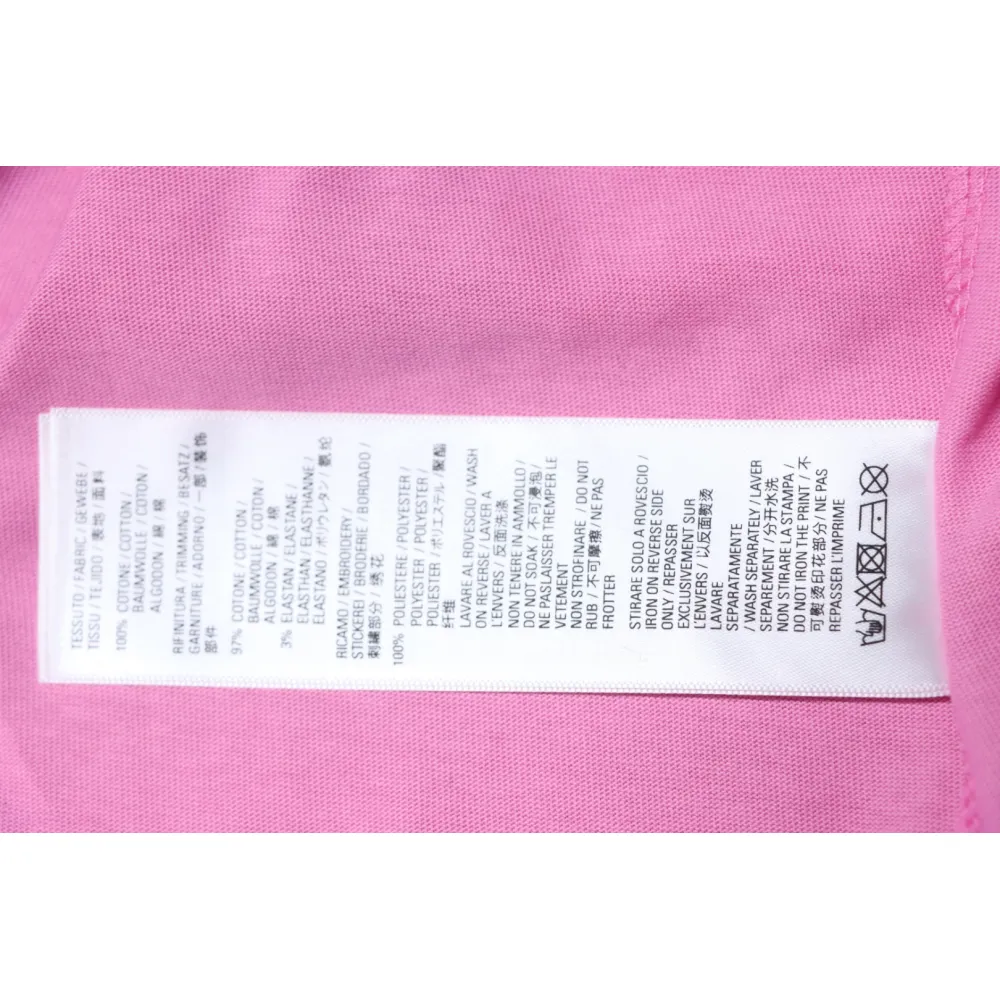 TESSUTO / FABRIC / GEWEBE /
TISSU / TEJIDO / 表地 / 面料
100% COTONE / COTTON /
BAUMWOLLE / COTON /
ALGODON / 綿 棉
REFINITURA / TRIMMING / BESATZ /
GARNITURE / ADORNO / 一部 / 装饰
部件
97% COTONE / COTTON /
BAUMWOLLE / COTON /
ALGODON / 綿 棉
3% ELASTAN / ELASTANE /
ELASTHAN / ELASTHANNE /
ELASTANO / ポリウレタン /
RICAMO / EMBROIDERY /
STICKEREI / BRODERIE / BORDADO /
刺繍部分 / 绣花
100% POLIESTERE / POLYESTER /
POLYESTER / POLYESTER /
POLIESTER / ポリエステル / 聚酯
纤维
LAVARE AL ROVESCIO / WASH
ON REVERSE / LAVER A
L'ENVERS / 反面洗涤
NON TENERE IN AMMOLLO /
DO NOT SOAK / 不可浸泡 /
NE PAS LAISSER TREMPER LE
VETEMENT
NON STROFINARE / DO NOT
RUB / 不可摩擦 / NE PAS
FROTTER
STIRARE SOLO A ROVESCIO /
IRON ON REVERSE SIDE
ONLY / REPASSER
EXCLUSIVEMENT SUR
L'ENVERS / 以反面熨烫
LAVARE
SEPARATAMENTE
/ WASH SEPARATELY / LAVER
SEPAREMENT / 分开水洗
NON STIRARE LA STAMPA /
DO NOT IRON THE PRINT / 不
可熨烫印花部分 / NE PAS
REPASSER L'IMPRIME